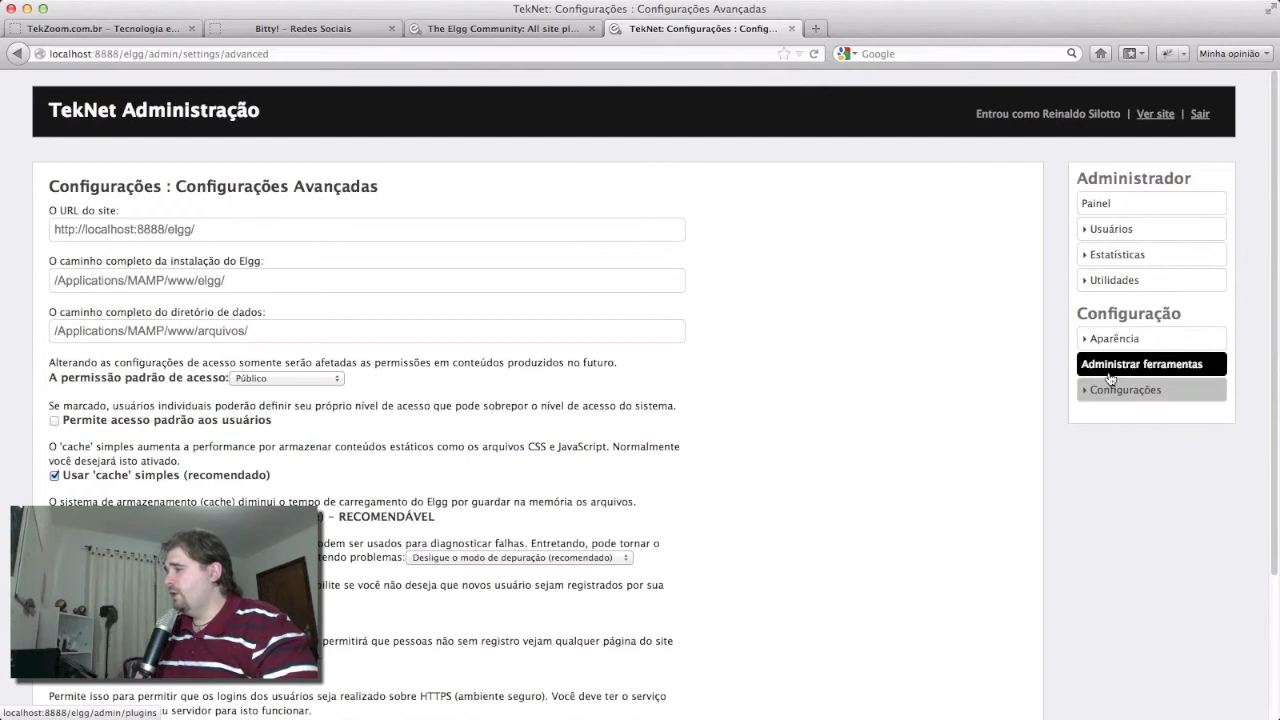 TekNet: Configurações : Configurações Avançadas
TekZoom.com.br – Tecnologia e...
Bitty! – Redes Sociais
The Elgg Community: All site pl...
TekNet: Configurações : Config...
localhost:8888/elgg/admin/settings/advanced
Google
Minha opinião
TekNet Administração
Entrou como Reinaldo Silotto | Ver site | Sair
Configurações : Configurações Avançadas
O URL do site:
http://localhost:8888/elgg/
O caminho completo da instalação do Elgg:
/Applications/MAMP/www/elgg/
O caminho completo do diretório de dados:
/Applications/MAMP/www/arquivos/
Alterando as configurações de acesso somente serão afetadas as permissões em conteúdos produzidos no futuro.
A permissão padrão de acesso: Público
Se marcado, usuários individuais poderão definir seu próprio nível de acesso que pode sobrepor o nível de acesso do sistema.
Permite acesso padrão aos usuários
O 'cache' simples aumenta a performance por armazenar conteúdos estáticos como os arquivos CSS e JavaScript. Normalmente
você desejará isto ativado.
Usar 'cache' simples (recomendado)
O sistema de armazenamento (cache) diminui o tempo de carregamento do Elgg por guardar na memória os arquivos.
) – RECOMENDÁVEL
odem ser usados para diagnosticar falhas. Entretando, pode tornar o
tendo problemas: Desligue o modo de depuração (recomendado)
bilite se você não deseja que novos usuário sejam registrados por sua
permitirá que pessoas não sem registro vejam qualquer página do site
Permite isso para permitir que os logins dos usuários seja realizado sobre HTTPS (ambiente seguro). Você deve ter o serviço
u servidor para isto funcionar.
Administrador
Painel
Usuários
Estatísticas
Utilidades
Configuração
Aparência
Administrar ferramentas
Configurações
localhost:8888/elgg/admin/plugins